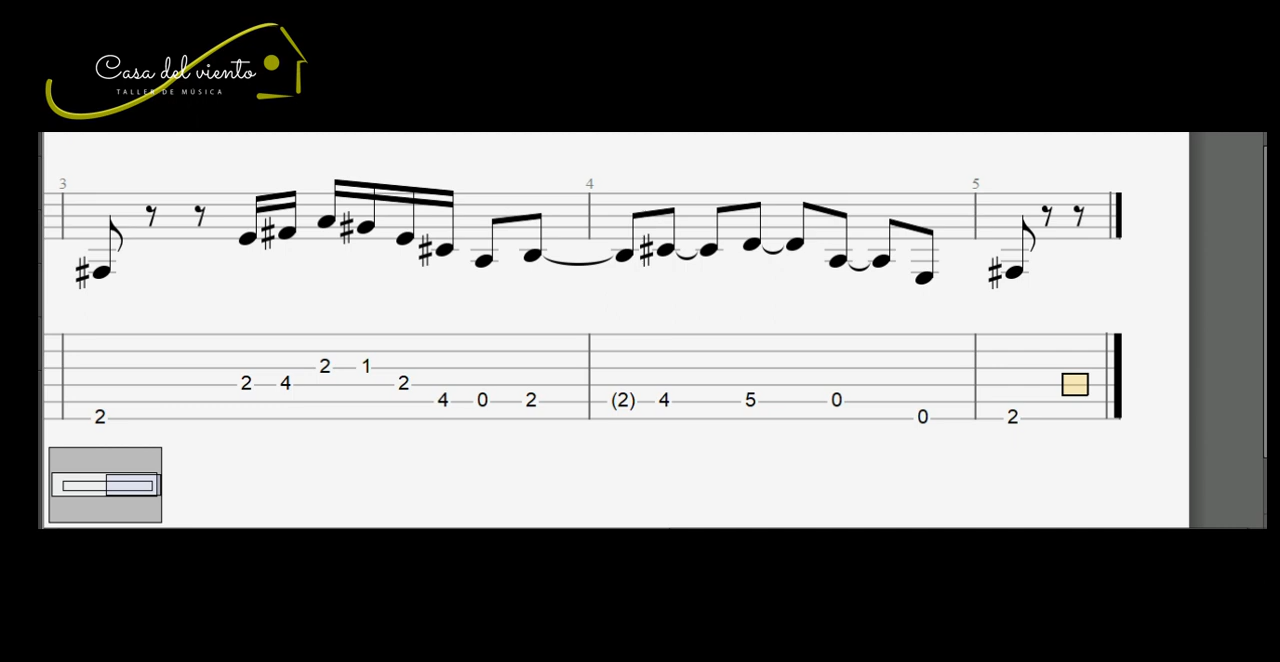 Casa del viento
TALLER DE MÚSICA
3 4 5
2 1
2 4 2
4 0 2 (2) 4 5 0
2 0 2